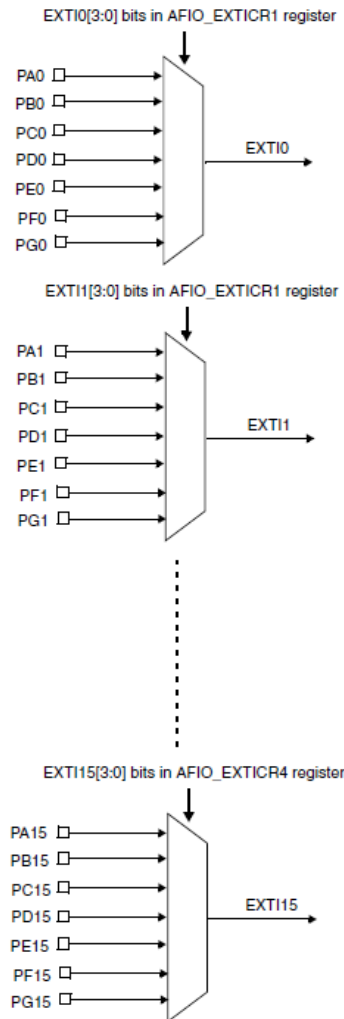 EXTI0[3:0] bits in AFIO_EXTICR1 register
PA0
PB0
PC0
PD0
PE0
PF0
PG0
EXTI0
EXTI1[3:0] bits in AFIO_EXTICR1 register
PA1
PB1
PC1
PD1
PE1
PF1
PG1
EXTI1
EXTI15[3:0] bits in AFIO_EXTICR4 register
PA15
PB15
PC15
PD15
PE15
PF15
PG15
EXTI15